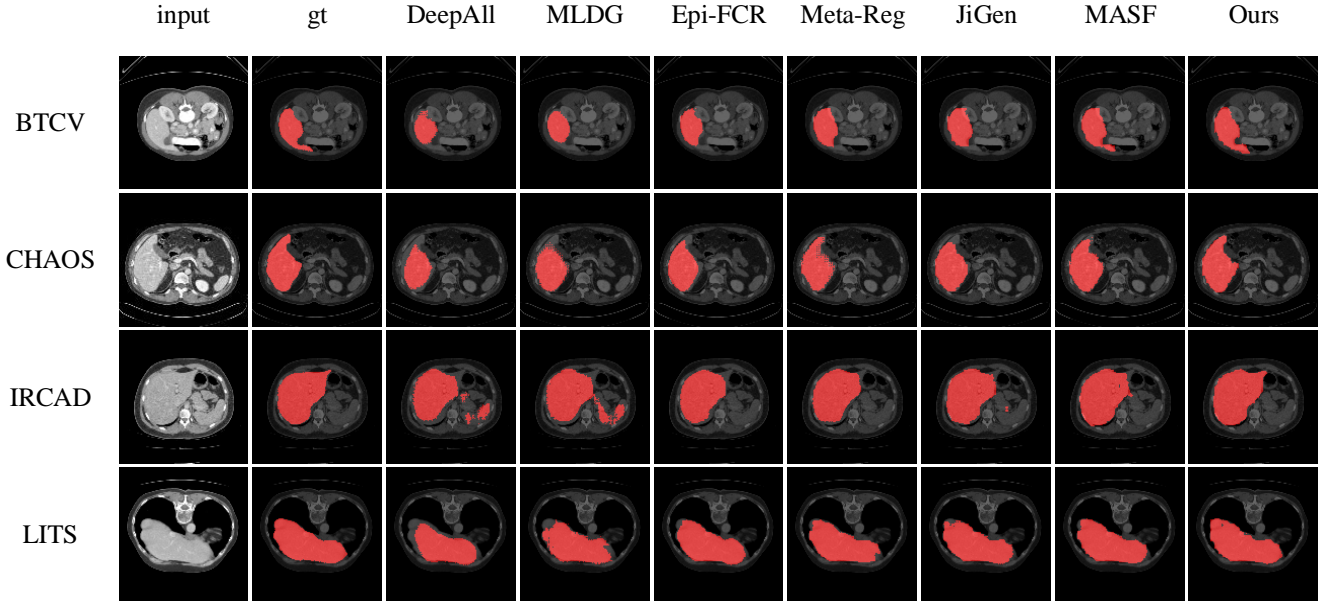 input gt DeepAll MLDG Epi-FCR Meta-Reg JiGen MASF Ours
BTCV
CHAOS
IRCAD
LITS